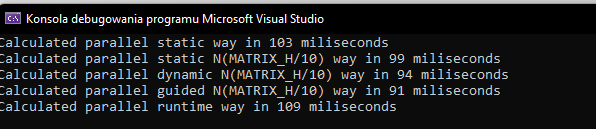 Konsola debugowania programu Microsoft Visual Studio
Calculated parallel static way in 103 miliseconds
Calculated parallel static N(MATRIX_H/10) way in 99 miliseconds
Calculated parallel dynamic N(MATRIX_H/10) way in 94 miliseconds
Calculated parallel guided N(MATRIX_H/10) way in 91 miliseconds
Calculated parallel runtime way in 109 miliseconds